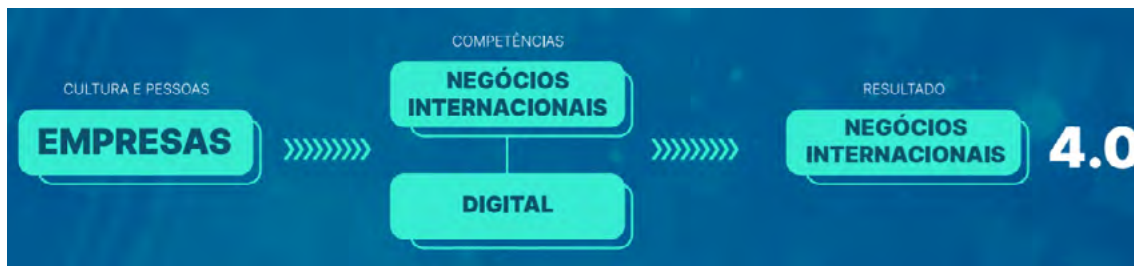 CULTURA E PESSOAS
EMPRESAS
COMPETÊNCIAS
NEGÓCIOS
INTERNACIONAIS
DIGITAL
RESULTADO
NEGÓCIOS
INTERNACIONAIS
4.0